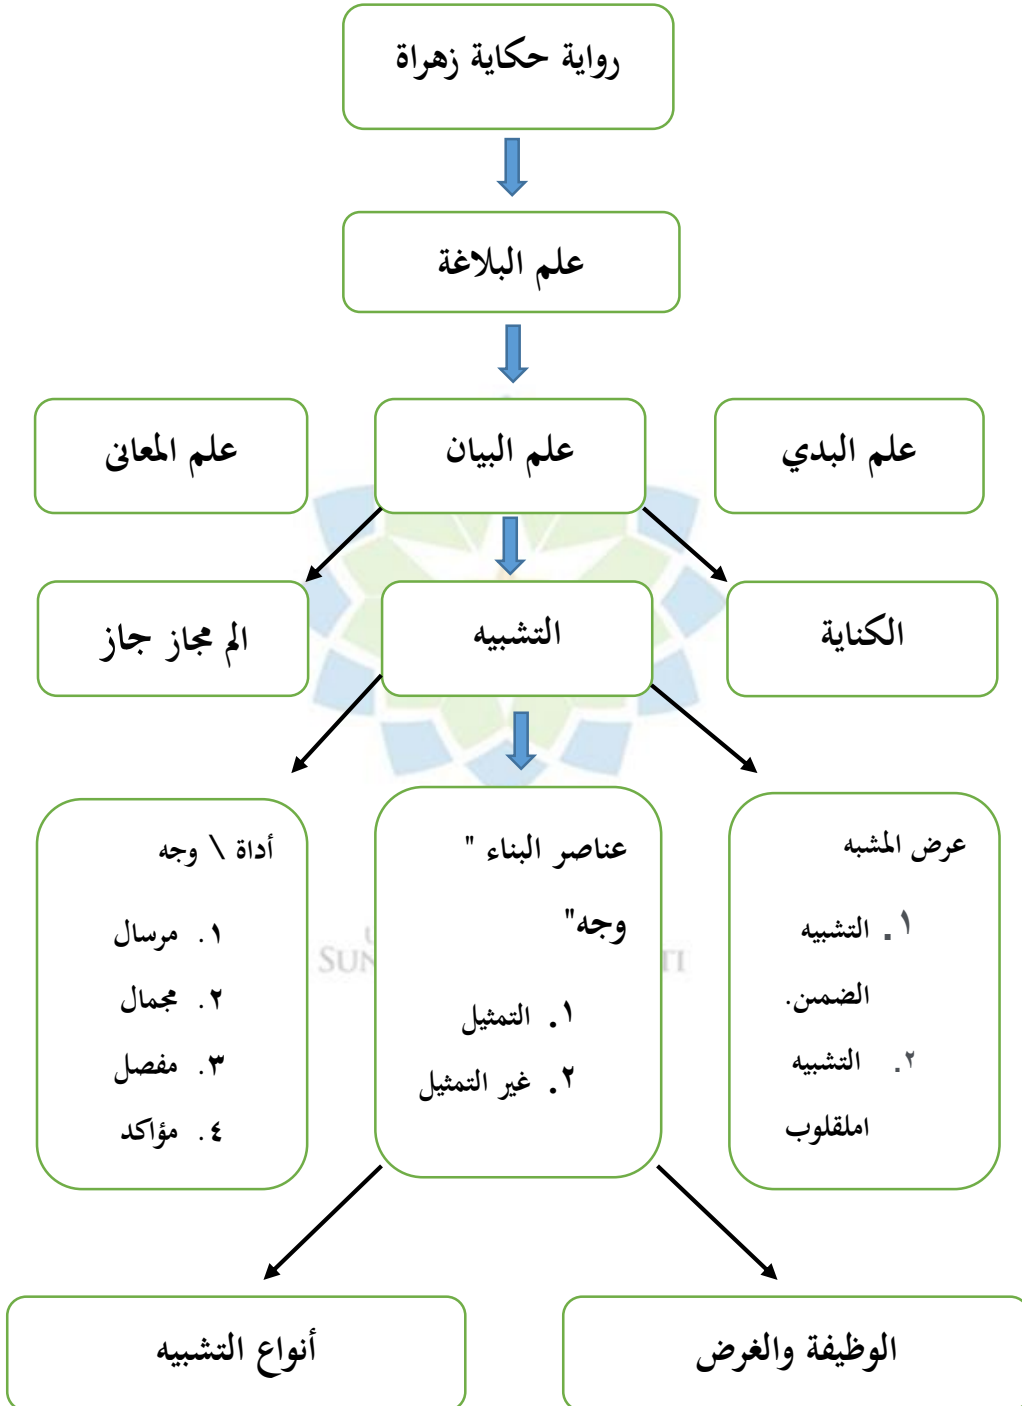 رواية حكاية زهراة
علم البلاغة
علم البدي
علم البيان
علم المعانى
الكناية
التشبيه
الم مجاز جاز
عرض المشبه
١. التشبيه
الضمىن.
٢. التشبيه
املقلوب
عناصر البناء "
وجه"
١. التمثيل
٢. غير التمثيل
أداة \ وجه
١. مرسال
٢. مجمال
٣. مفصل
٤. مؤاكد
الوظيفة والغرض
أنواع التشبيه